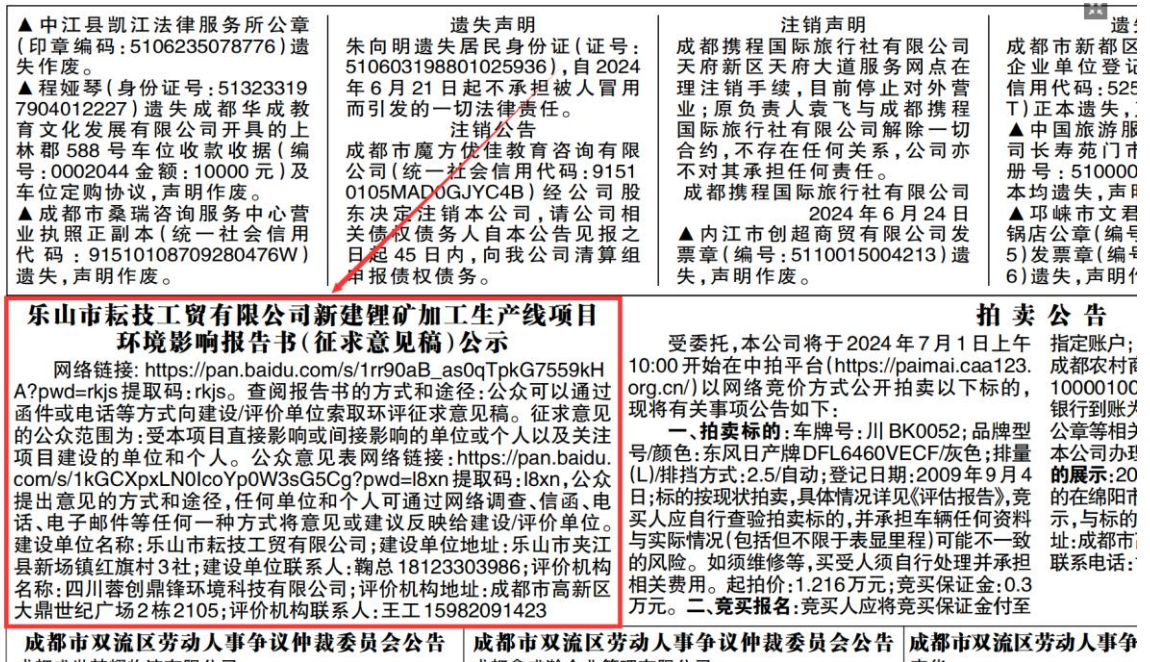 ▲中江县凯江法律服务所公章
(印章编码:5106235078776)遗
失作废。
▲程娅琴(身份证号:51323319
7904012227)遗失成都华成教
育文化发展有限公司开具的上
林郡588号车位收款收据(编
号:0002044 金额:10000元)及
车位定购协议,声明作废。
▲成都市桑瑞咨询服务中心营
业执照正副本(统一社会信用
代码:91510108709280476W)
遗失,声明作废。
遗失声明
朱向明遗失居民身份证(证号:
510603198801025936),自2024
年6月21日起不承担被人冒用
而引发的一切法律责任。
注销公告
成都市魔方优佳教育咨询有限
公司(统一社会信用代码:9151
0105MAD0GJYC4B)经公司股
东决定注销本公司,请公司相
关债权债务人自本公告见报之
日起45日内,向我公司清算组
申报债权债务。
注销声明
成都携程国际旅行社有限公司
天府新区天府大道服务网点在
理注销手续,目前停止对外营
业;原负责人袁飞与成都携程
国际旅行社有限公司解除一切
合约,不存在任何关系,公司亦
不对其承担任何责任。
成都携程国际旅行社有限公司
2024年6月24日
▲内江市创超商贸有限公司发
票章(编号:5110015004213)遗
失,声明作废。
遗
成都市新都区
企业单位登记
信用代码:525
T)正本遗失,
▲中国旅游服
司长寿苑门市
册号:510000
本均遗失,声明
▲邛崃市文君
锅店公章(编号
5)发票章(编号
6)遗失,声明作
乐山市耘技工贸有限公司新建锂矿加工生产线项目
环境影响报告书(征求意见稿)公示
网络链接: https://pan.baidu.com/s/1rr90aB_as0qTpkG7559kH
A?pwd=rkjs提取码:rkjs。查阅报告书的方式和途径:公众可以通过
函件或电话等方式向建设/评价单位索取环评征求意见稿。征求意见
的公众范围为:受本项目直接影响或间接影响的单位或个人以及关注
项目建设的单位和个人。公众意见表网络链接:https://pan.baidu.
com/s/1kGCXpxLN0IcoYp0W3sG5Cg?pwd=l8xn提取码:l8xn,公众
提出意见的方式和途径,任何单位和个人可通过网络调查、信函、电
话、电子邮件等任何一种方式将意见或建议反映给建设/评价单位。
建设单位名称:乐山市耘技工贸有限公司;建设单位地址:乐山市夹江
县新场镇红旗村3社;建设单位联系人:鞠总18123303986;评价机构
名称:四川蓉创鼎锋环境科技有限公司;评价机构地址:成都市高新区
大鼎世纪广场2栋2105;评价机构联系人:王工15982091423
拍卖公告
受委托,本公司将于2024年7月1日上午
10:00开始在中拍平台(https://paimai.caa123.
org.cn/)以网络竞价方式公开拍卖以下标的,
现将有关事项公告如下:
一、拍卖标的:车牌号:川BK0052;品牌型
号/颜色:东风日产牌DFL6460VECF/灰色;排量
(L)/排挡方式:2.5/自动;登记日期:2009年9月4
日;标的按现状拍卖,具体情况详见《评估报告》,竞
买人应自行查验拍卖标的,并承担车辆任何资料
与实际情况(包括但不限于表显里程)可能不一致
的风险。如须维修等,买受人须自行处理并承担
相关费用。起拍价:1.216万元;竞买保证金:0.3
万元。二、竞买报名:竞买人应将竞买保证金付至
指定账户;
成都农村商
10000100
银行到账为
公章等相关
本公司办理
的展示:20
的在绵阳市
示,与标的
址:成都市
联系电话:
成都市双流区劳动人事争议仲裁委员会公告
成都市双流区劳动人事争议仲裁委员会公告
成都市双流区劳动人事争